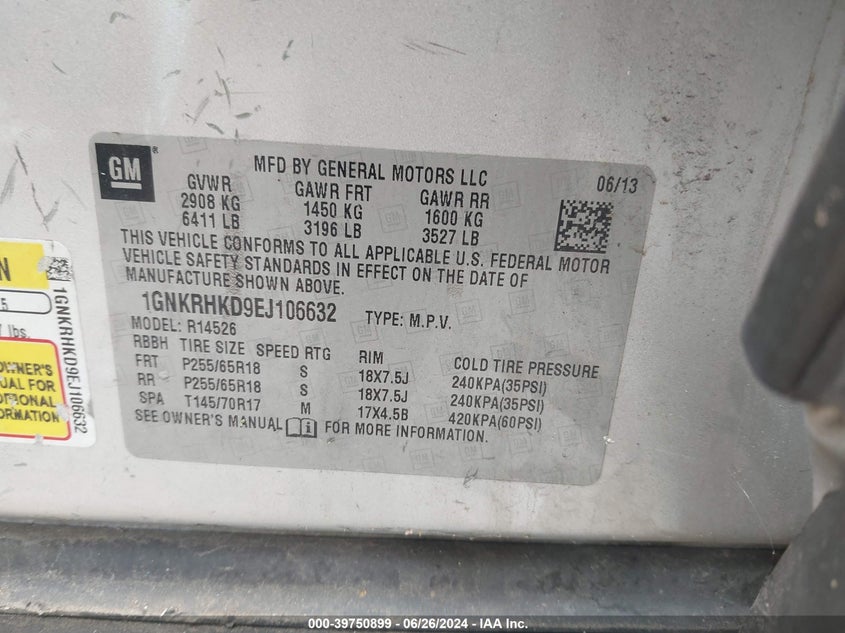 GM
®
MFD BY GENERAL MOTORS LLC
06/13
GVWR GAWR FRT GAWR RR
2908 KG 1450 KG 1600 KG
6411 LB 3196 LB 3527 LB
THIS VEHICLE CONFORMS TO ALL APPLICABLE U.S. FEDERAL MOTOR
VEHICLE SAFETY STANDARDS IN EFFECT ON THE DATE OF
MANUFACTURE SHOWN ABOVE.
1GNKRHKD9EJ106632 TYPE: M.P.V.
MODEL: R14526
RBBH TIRE SIZE SPEED RTG RIM COLD TIRE PRESSURE
FRT P255/65R18 S 18X7.5J 240KPA(35PSI)
RR P255/65R18 S 18X7.5J 240KPA(35PSI)
SPA T145/70R17 M 17X4.5B 420KPA(60PSI)
SEE OWNER'S MANUAL FOR MORE INFORMATION.
N
5
lbs.
OWNER'S
UAL FOR
TIONAL
ORMATION
1GNKRHKD9EJ106632
000-39750899 - 06/26/2024 - IAA Inc.